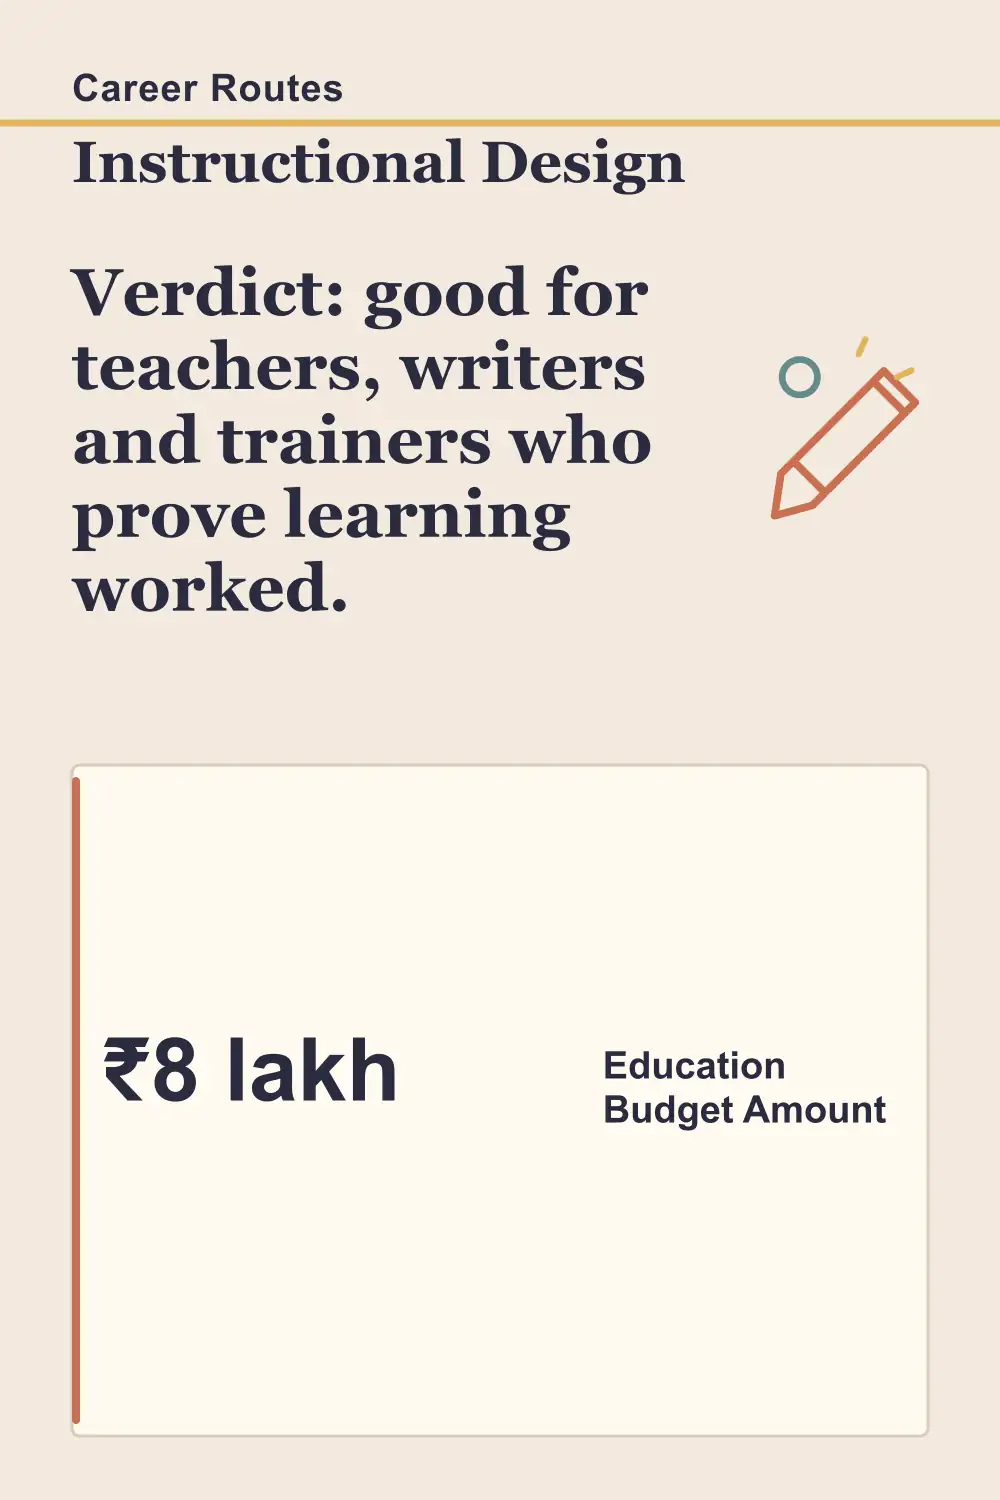 Career Routes
Instructional Design
Verdict: good for
teachers, writers
and trainers who
prove learning
worked.
₹8 lakh
Education
Budget Amount